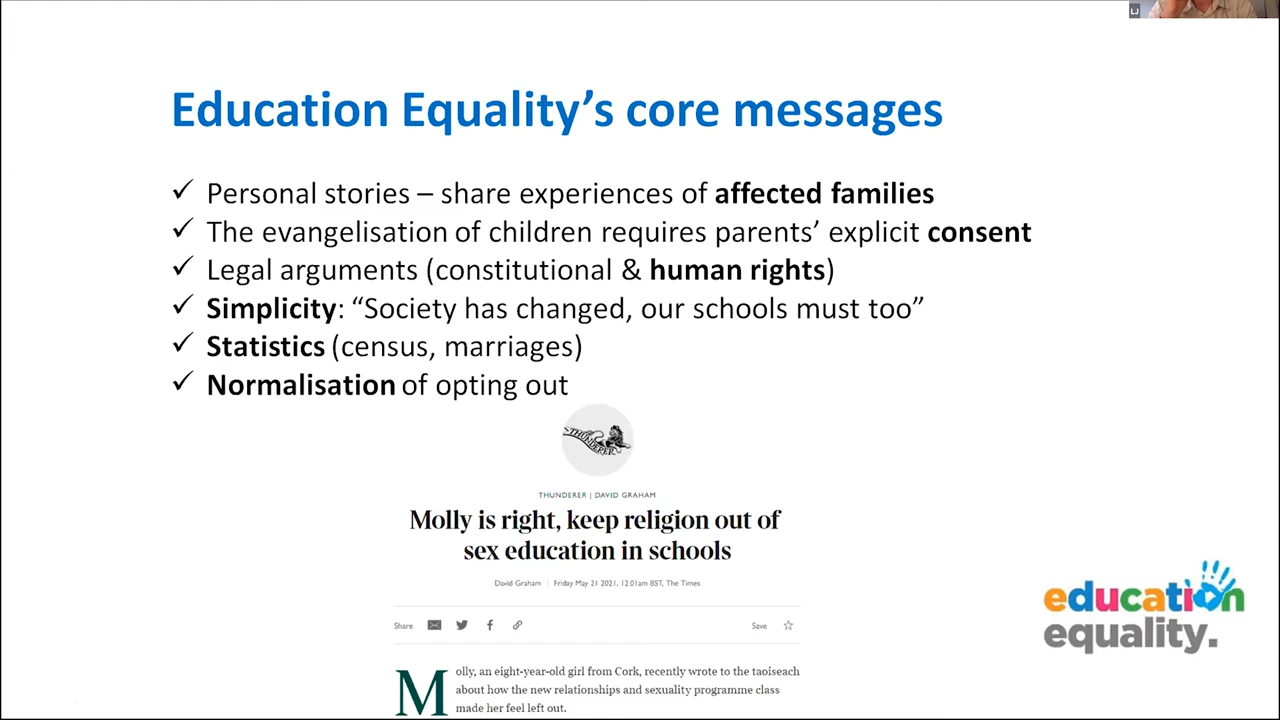 Education Equality’s core messages
✓ Personal stories – share experiences of affected families
✓ The evangelisation of children requires parents’ explicit consent
✓ Legal arguments (constitutional & human rights)
✓ Simplicity: “Society has changed, our schools must too”
✓ Statistics (census, marriages)
✓ Normalisation of opting out
THUNDERER
THUNDERER | DAVID GRAHAM
Molly is right, keep religion out of
sex education in schools
David Graham | Friday May 21 2021, 12.01am BST, The Times
Share
Save
Molly, an eight-year-old girl from Cork, recently wrote to the taoiseach
about how the new relationships and sexuality programme class
made her feel left out.
education
equality.